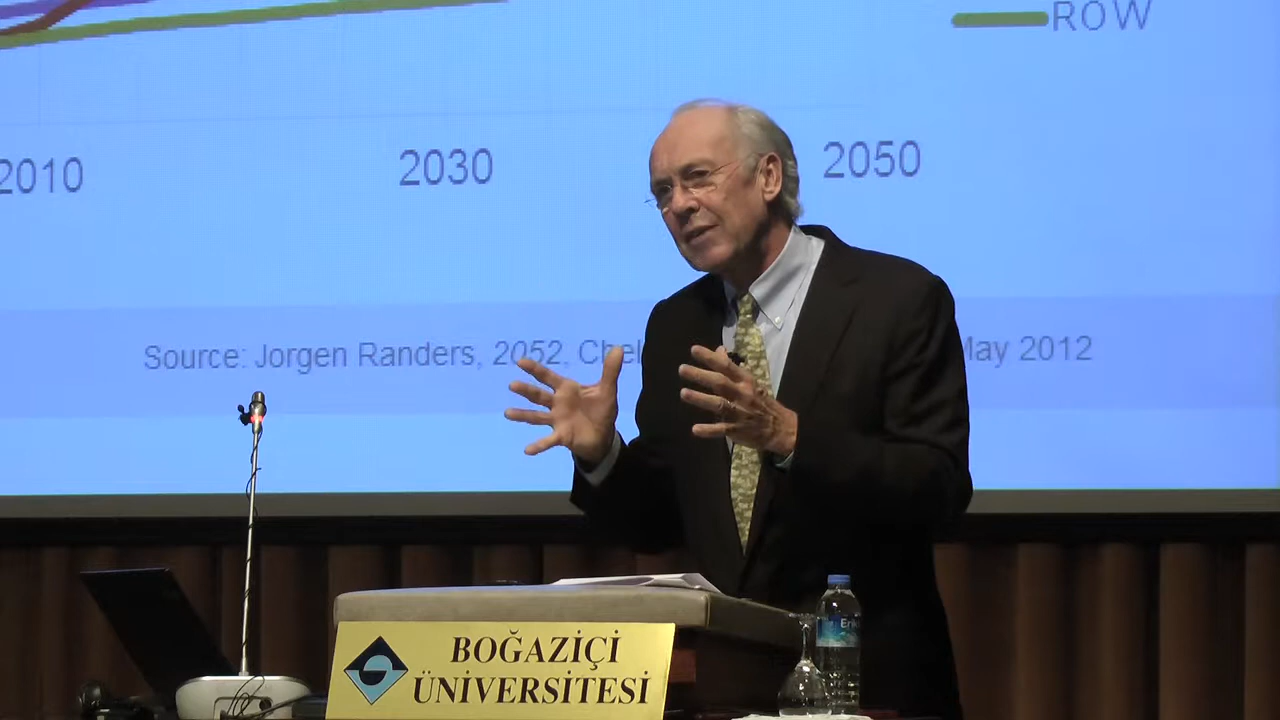 ROW
2010
2030
2050
Source: Jorgen Randers, 2052, Chel
May 2012
Erik
BOĞAZİÇİ
ÜNİVERSİTESİ